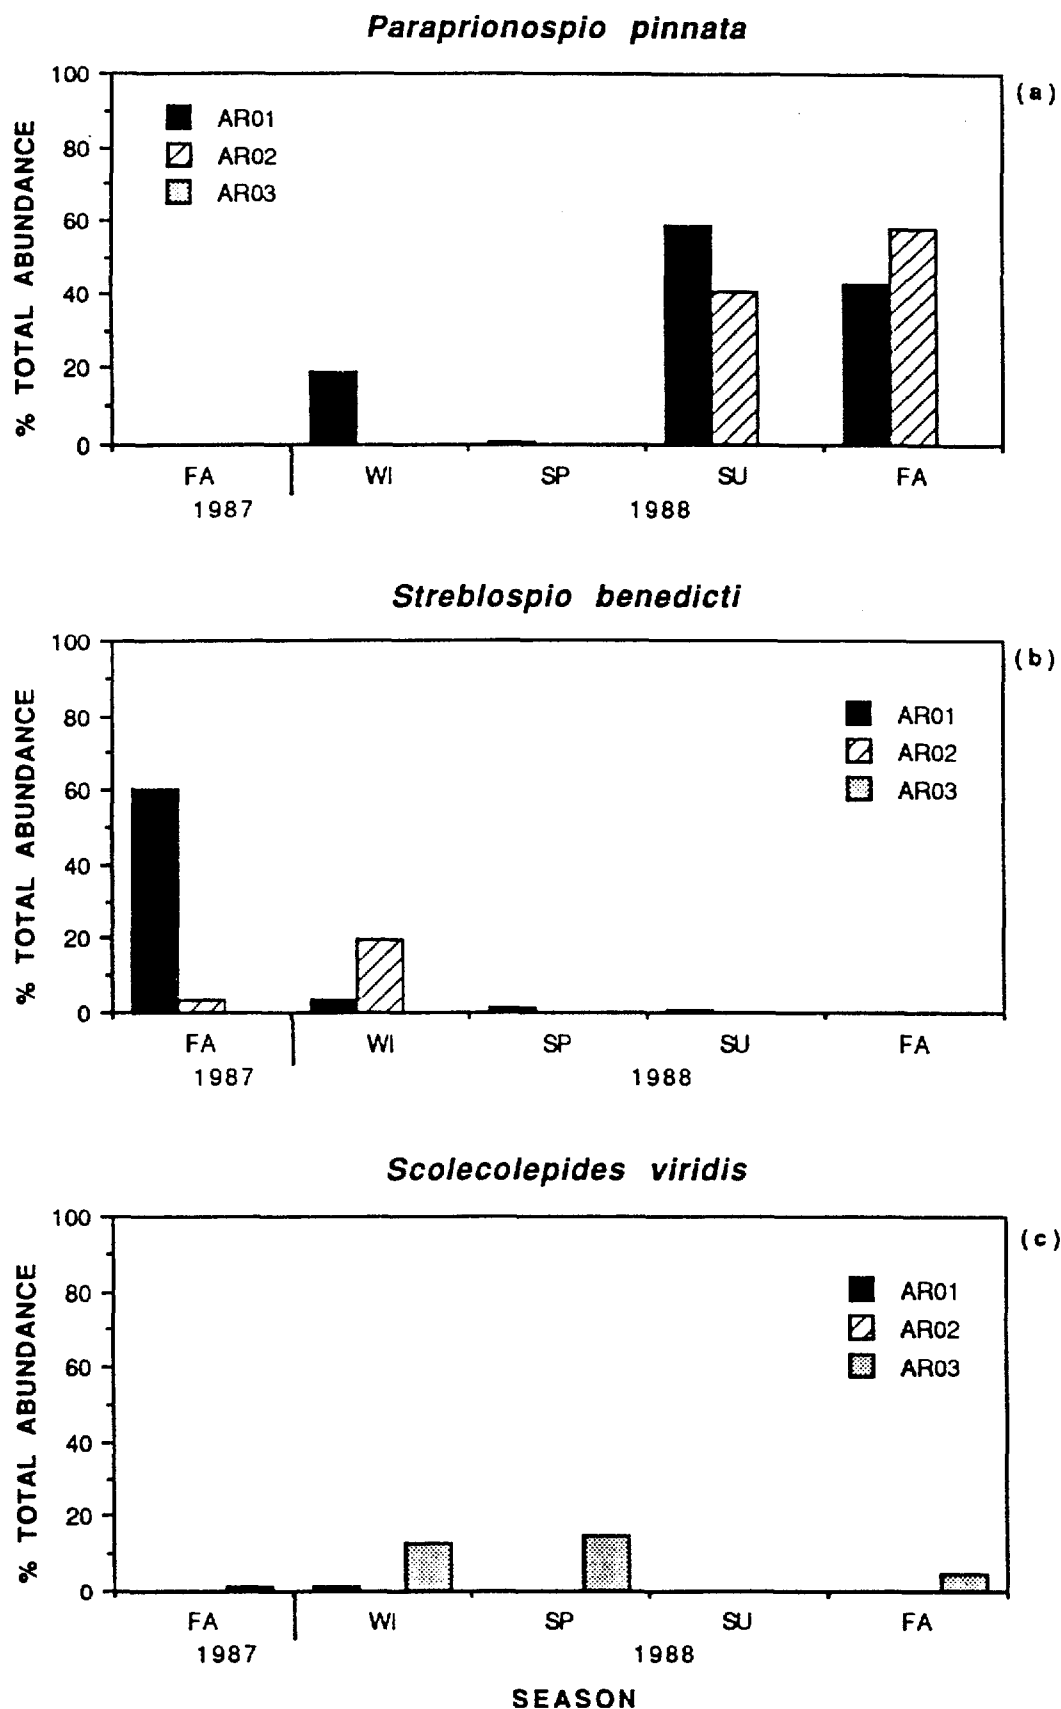 Paraprionospio pinnata
(a)
% TOTAL ABUNDANCE
100
80
60
40
20
0
AR01
AR02
AR03
FA WI SP SU FA
1987 1988
Streblospio benedicti
(b)
% TOTAL ABUNDANCE
100
80
60
40
20
0
AR01
AR02
AR03
FA WI SP SU FA
1987 1988
Scolecolepides viridis
(c)
% TOTAL ABUNDANCE
100
80
60
40
20
0
AR01
AR02
AR03
FA WI SP SU FA
1987 1988
SEASON